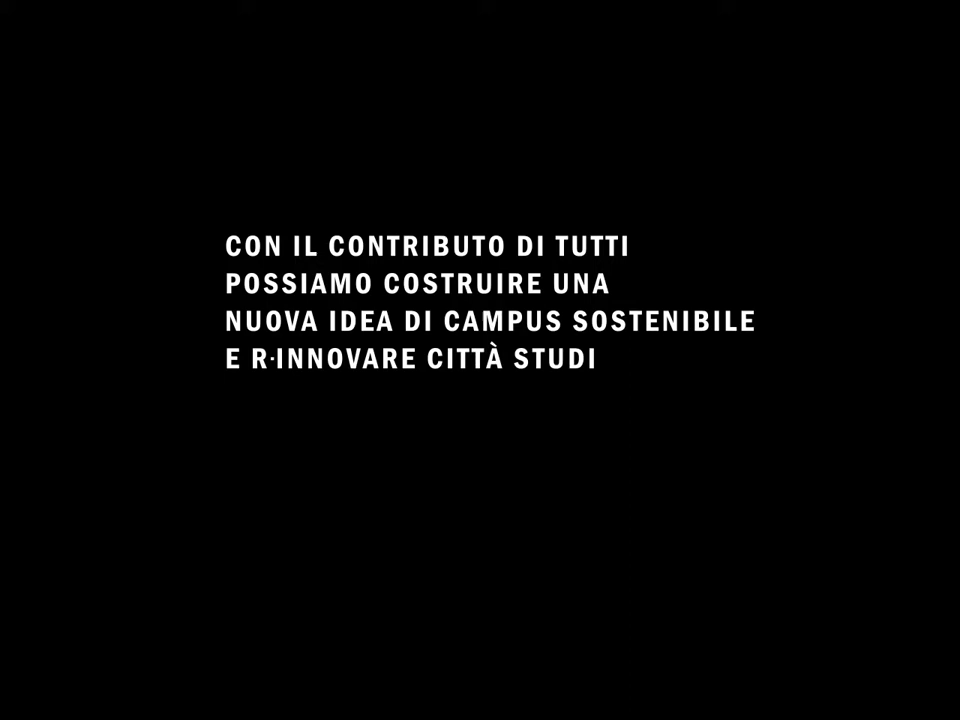 CON IL CONTRIBUTO DI TUTTI
POSSIAMO COSTRUIRE UNA
NUOVA IDEA DI CAMPUS SOSTENIBILE
E R·INNOVARE CITTÀ STUDI